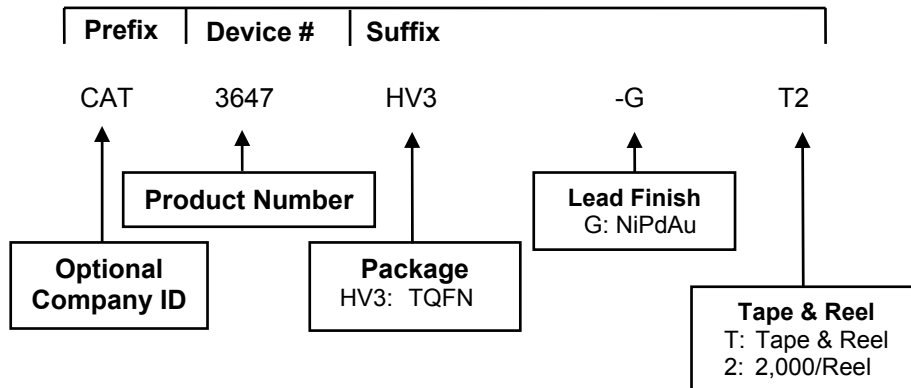 Prefix Device # Suffix
CAT 3647 HV3 -G T2
Product Number
Lead Finish
G: NiPdAu
Optional
Company ID
Package
HV3: TQFN
Tape & Reel
T: Tape & Reel
2: 2,000/Reel